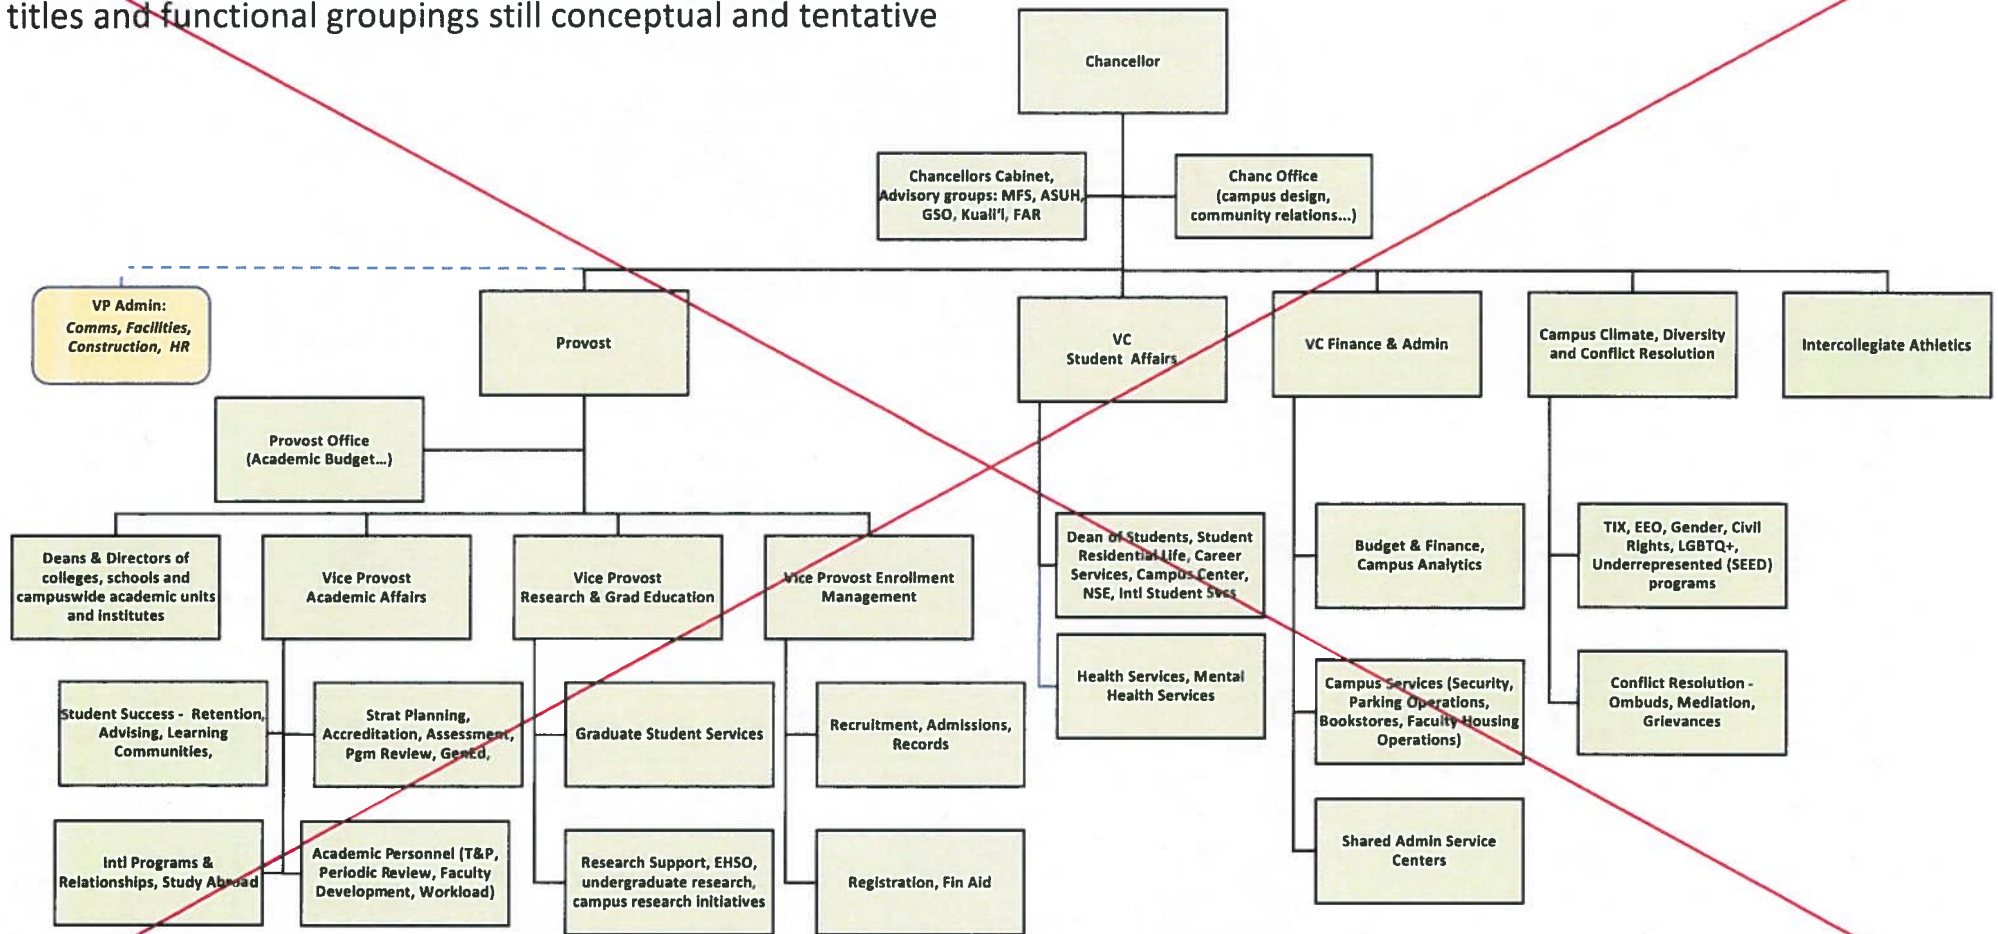 titles and functional groupings still conceptual and tentative
Chancellor
Chancellors Cabinet,
Advisory groups: MFS, ASUH,
GSO, Kuali'i, FAR
Chanc Office
(campus design,
community relations...)
VP Admin:
Comms, Facilities,
Construction, HR
Provost
VC
Student Affairs
VC Finance & Admin
Campus Climate, Diversity
and Conflict Resolution
Intercollegiate Athletics
Provost Office
(Academic Budget...)
Deans & Directors of
colleges, schools and
campuswide academic units
and institutes
Vice Provost
Academic Affairs
Vice Provost
Research & Grad Education
Vice Provost Enrollment
Management
Dean of Students, Student
Residential Life, Career
Services, Campus Center,
NSE, Intl Student Svcs
Budget & Finance,
Campus Analytics
TIX, EEO, Gender, Civil
Rights, LGBTQ+,
Underrepresented (SEED)
programs
Student Success - Retention,
Advising, Learning
Communities,
Strat Planning,
Accreditation, Assessment,
Pgm Review, GenEd,
Graduate Student Services
Recruitment, Admissions,
Records
Health Services, Mental
Health Services
Campus Services (Security,
Parking Operations,
Bookstores, Faculty Housing
Operations)
Conflict Resolution -
Ombuds, Mediation,
Grievances
Intl Programs &
Relationships, Study Abroad
Academic Personnel (T&P,
Periodic Review, Faculty
Development, Workload)
Research Support, EHSO,
undergraduate research,
campus research initiatives
Registration, Fin Aid
Shared Admin Service
Centers